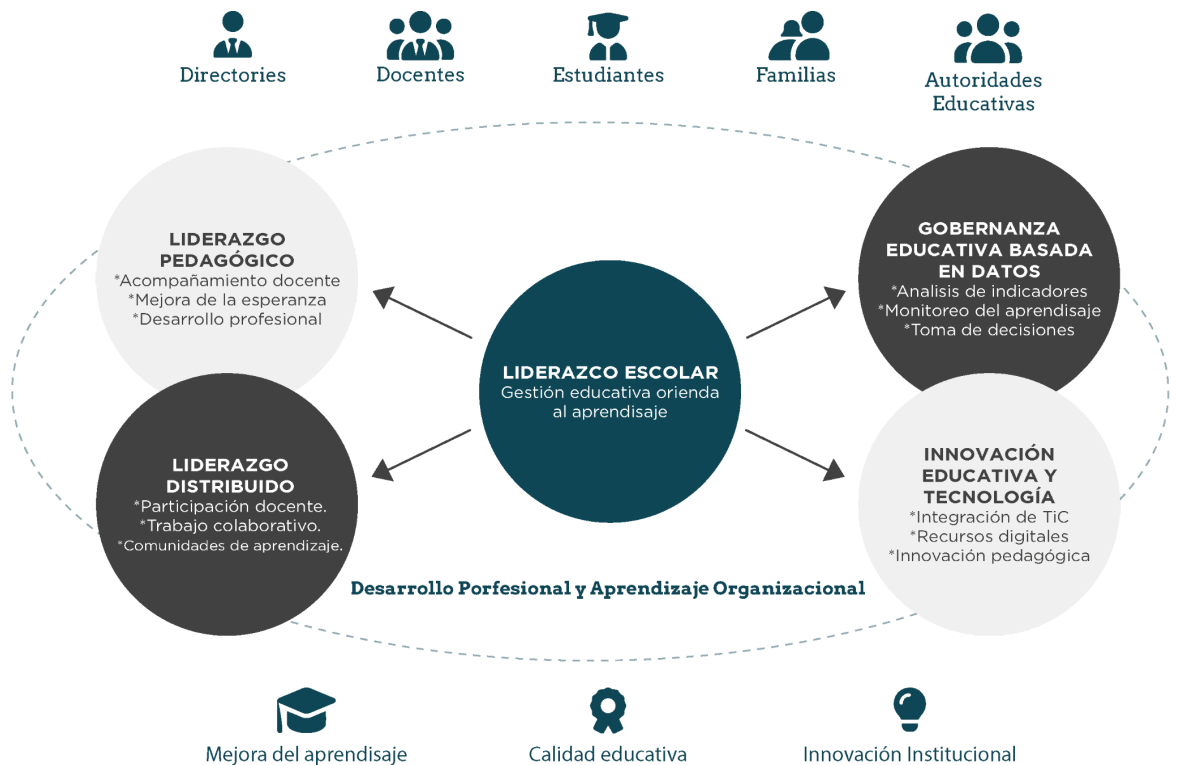 Directories
Docentes
Estudiantes
Familias
Autoridades
Educativas
LIDERAZGO
PEDAGÓGICO
*Acompañamiento docente
*Mejora de la esperanza
*Desarrollo profesional
GOBERNANZA
EDUCATIVA BASADA
EN DATOS
*Analisis de indicadores
*Monitoreo del aprendisaje
*Toma de decisiones
LIDERAZCO ESCOLAR
Gestión educativa orienda
al aprendisaje
LIDERAZGO
DISTRIBUIDO
*Participación docente.
*Trabajo colaborativo.
*Comunidades de aprendizaje.
INNOVACIÓN
EDUCATIVA Y
TECNOLOGÍA
*Integración de TiC
*Recursos digitales
*Innovación pedagógica
Desarrollo Porfesional y Aprendizaje Organizacional
Mejora del aprendisaje
Calidad educativa
Innovación Institucional